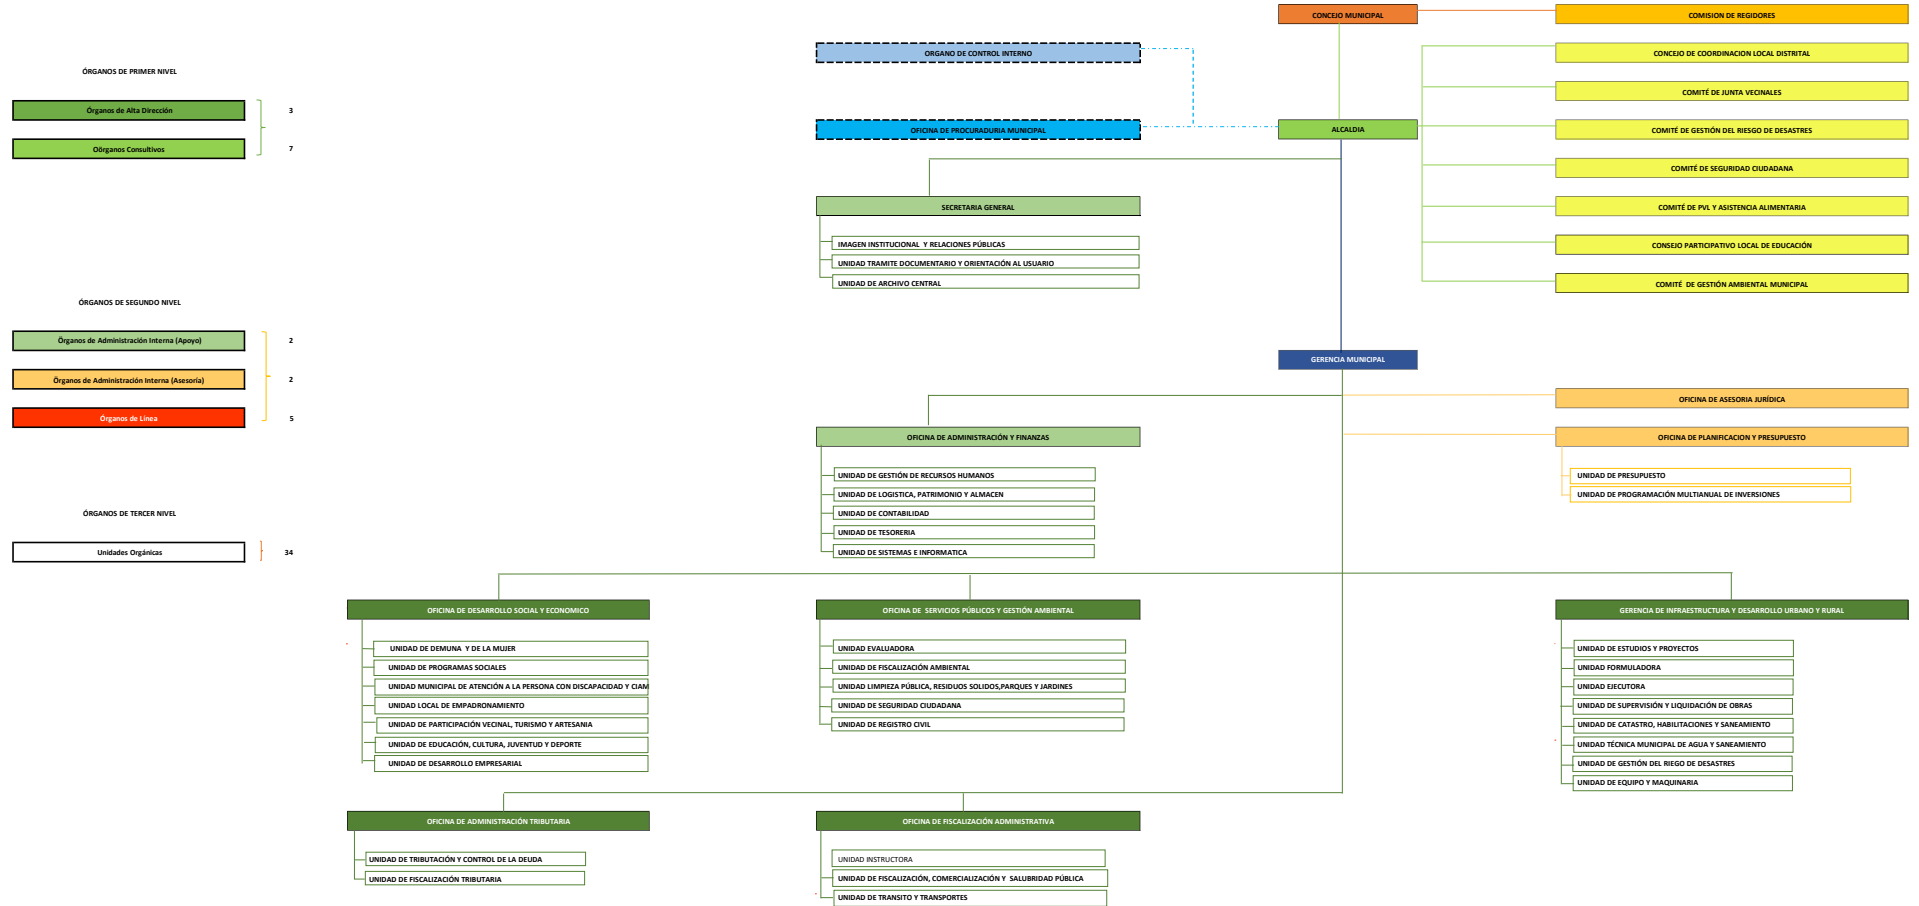 CONCEJO MUNICIPAL
COMISION DE REGIDORES
ORGANO DE CONTROL INTERNO
CONCEJO DE COORDINACION LOCAL DISTRITAL
ÓRGANOS DE PRIMER NIVEL
COMITÉ DE JUNTA VECINALES
Órganos de Alta Dirección
3
OFICINA DE PROCURADURIA MUNICIPAL
ALCALDIA
COMITÉ DE GESTIÓN DEL RIESGO DE DESASTRES
Oörganos Consultivos
7
COMITÉ DE SEGURIDAD CIUDADANA
SECRETARIA GENERAL
COMITÉ DE PVL Y ASISTENCIA ALIMENTARIA
IMAGEN INSTITUCIONAL Y RELACIONES PÚBLICAS
CONSEJO PARTICIPATIVO LOCAL DE EDUCACIÓN
UNIDAD TRAMITE DOCUMENTARIO Y ORIENTACIÓN AL USUARIO
UNIDAD DE ARCHIVO CENTRAL
COMITÉ DE GESTIÓN AMBIENTAL MUNICIPAL
ÓRGANOS DE SEGUNDO NIVEL
Órganos de Administración Interna (Apoyo)
2
GERENCIA MUNICIPAL
Órganos de Administración Interna (Asesoría)
2
OFICINA DE ASESORIA JURÍDICA
Órganos de Línea
5
OFICINA DE ADMINISTRACIÓN Y FINANZAS
OFICINA DE PLANIFICACION Y PRESUPUESTO
UNIDAD DE GESTIÓN DE RECURSOS HUMANOS
UNIDAD DE PRESUPUESTO
UNIDAD DE LOGISTICA, PATRIMONIO Y ALMACEN
UNIDAD DE PROGRAMACIÓN MULTIANUAL DE INVERSIONES
ÓRGANOS DE TERCER NIVEL
UNIDAD DE CONTABILIDAD
UNIDAD DE TESORERIA
Unidades Orgánicas
34
UNIDAD DE SISTEMAS E INFORMATICA
OFICINA DE DESARROLLO SOCIAL Y ECONOMICO
OFICINA DE SERVICIOS PÚBLICOS Y GESTIÓN AMBIENTAL
GERENCIA DE INFRAESTRUCTURA Y DESARROLLO URBANO Y RURAL
UNIDAD DE DEMUNA Y DE LA MUJER
UNIDAD DE PROGRAMAS SOCIALES
UNIDAD MUNICIPAL DE ATENCIÓN A LA PERSONA CON DISCAPACIDAD Y CIAM
UNIDAD LOCAL DE EMPADRONAMIENTO
UNIDAD DE PARTICIPACIÓN VECINAL, TURISMO Y ARTESANIA
UNIDAD DE EDUCACIÓN, CULTURA, JUVENTUD Y DEPORTE
UNIDAD DE DESARROLLO EMPRESARIAL
UNIDAD EVALUADORA
UNIDAD DE FISCALIZACIÓN AMBIENTAL
UNIDAD LIMPIEZA PÚBLICA, RESIDUOS SOLIDOS,PARQUES Y JARDINES
UNIDAD DE SEGURIDAD CIUDADANA
UNIDAD DE REGISTRO CIVIL
UNIDAD DE ESTUDIOS Y PROYECTOS
UNIDAD FORMULADORA
UNIDAD EJECUTORA
UNIDAD DE SUPERVISIÓN Y LIQUIDACIÓN DE OBRAS
UNIDAD DE CATASTRO, HABILITACIONES Y SANEAMIENTO
UNIDAD TÉCNICA MUNICIPAL DE AGUA Y SANEAMIENTO
UNIDAD DE GESTIÓN DEL RIEGO DE DESASTRES
UNIDAD DE EQUIPO Y MAQUINARIA
OFICINA DE ADMINISTRACIÓN TRIBUTARIA
OFICINA DE FISCALIZACIÓN ADMINISTRATIVA
UNIDAD DE TRIBUTACIÓN Y CONTROL DE LA DEUDA
UNIDAD DE FISCALIZACIÓN TRIBUTARIA
UNIDAD INSTRUCTORA
UNIDAD DE FISCALIZACIÓN, COMERCIALIZACIÓN Y SALUBRIDAD PÚBLICA
UNIDAD DE TRANSITO Y TRANSPORTES